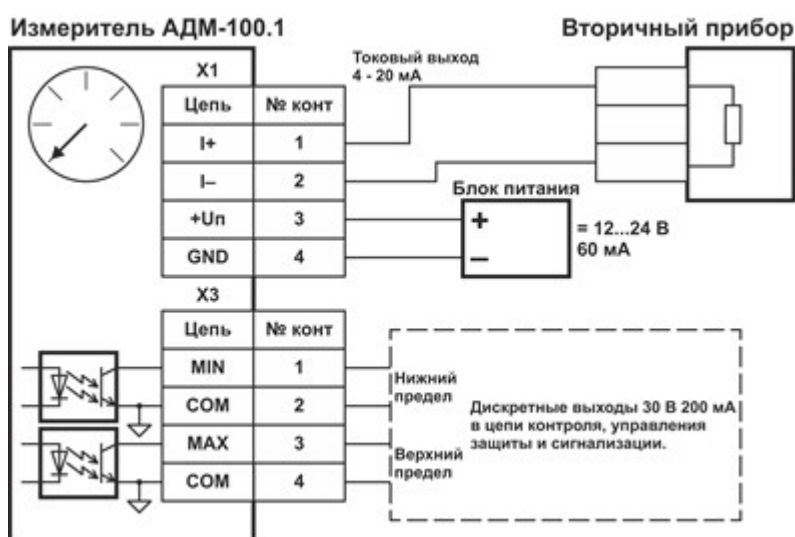 Измеритель АДМ-100.1
Вторичный прибор
X1
Цепь № конт
I+ 1
I– 2
+Uп 3
GND 4
Токовый выход
4 - 20 мА
Блок питания
+
–
= 12...24 В
60 мА
X3
Цепь № конт
MIN 1
COM 2
MAX 3
COM 4
Нижний
предел
Верхний
предел
Дискретные выходы 30 В 200 мА
в цепи контроля, управления
защиты и сигнализации.